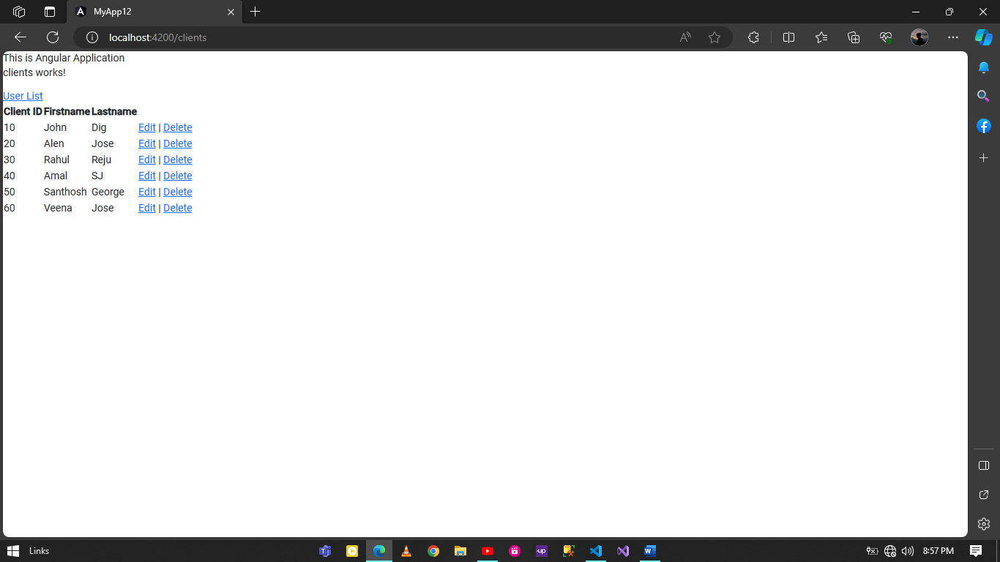 MyApp12
localhost:4200/clients
This is Angular Application
clients works!
User List
Client ID Firstname Lastname
10 John Dig Edit | Delete
20 Alen Jose Edit | Delete
30 Rahul Reju Edit | Delete
40 Amal SJ Edit | Delete
50 Santhosh George Edit | Delete
60 Veena Jose Edit | Delete
Links
up
8:57 PM